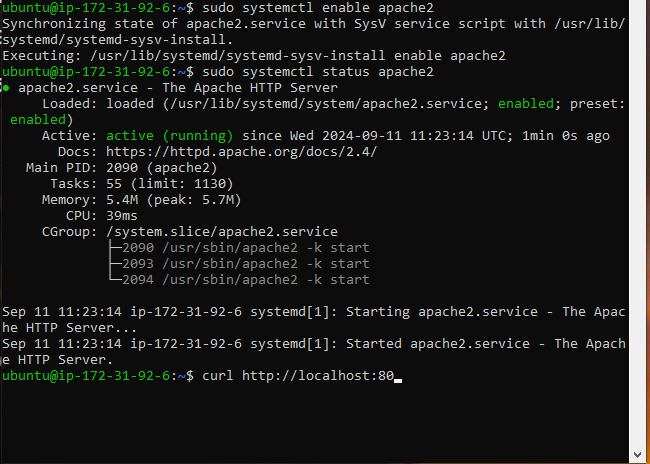 ubuntu@ip-172-31-92-6:~$ sudo systemctl enable apache2
Synchronizing state of apache2.service with SysV service script with /usr/lib/
systemd/systemd-sysv-install.
Executing: /usr/lib/systemd/systemd-sysv-install enable apache2
ubuntu@ip-172-31-92-6:~$ sudo systemctl status apache2
● apache2.service - The Apache HTTP Server
     Loaded: loaded (/usr/lib/systemd/system/apache2.service; enabled; preset:
 enabled)
     Active: active (running) since Wed 2024-09-11 11:23:14 UTC; 1min 0s ago
       Docs: https://httpd.apache.org/docs/2.4/
   Main PID: 2090 (apache2)
      Tasks: 55 (limit: 1130)
     Memory: 5.4M (peak: 5.7M)
        CPU: 39ms
     CGroup: /system.slice/apache2.service
             ├─2090 /usr/sbin/apache2 -k start
             ├─2093 /usr/sbin/apache2 -k start
             └─2094 /usr/sbin/apache2 -k start

Sep 11 11:23:14 ip-172-31-92-6 systemd[1]: Starting apache2.service - The Apac
he HTTP Server...
Sep 11 11:23:14 ip-172-31-92-6 systemd[1]: Started apache2.service - The Apach
e HTTP Server.
ubuntu@ip-172-31-92-6:~$ curl http://localhost:80